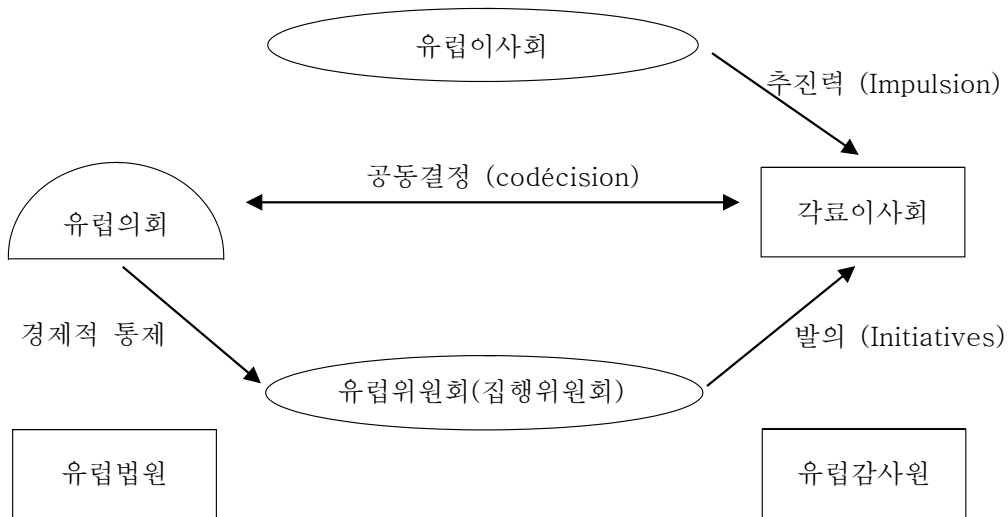 유럽이사회
추진력 (Impulsion)
공동결정 (codécision)
유럽의회
각료이사회
경제적 통제
발의 (Initiatives)
유럽위원회(집행위원회)
유럽법원
유럽감사원